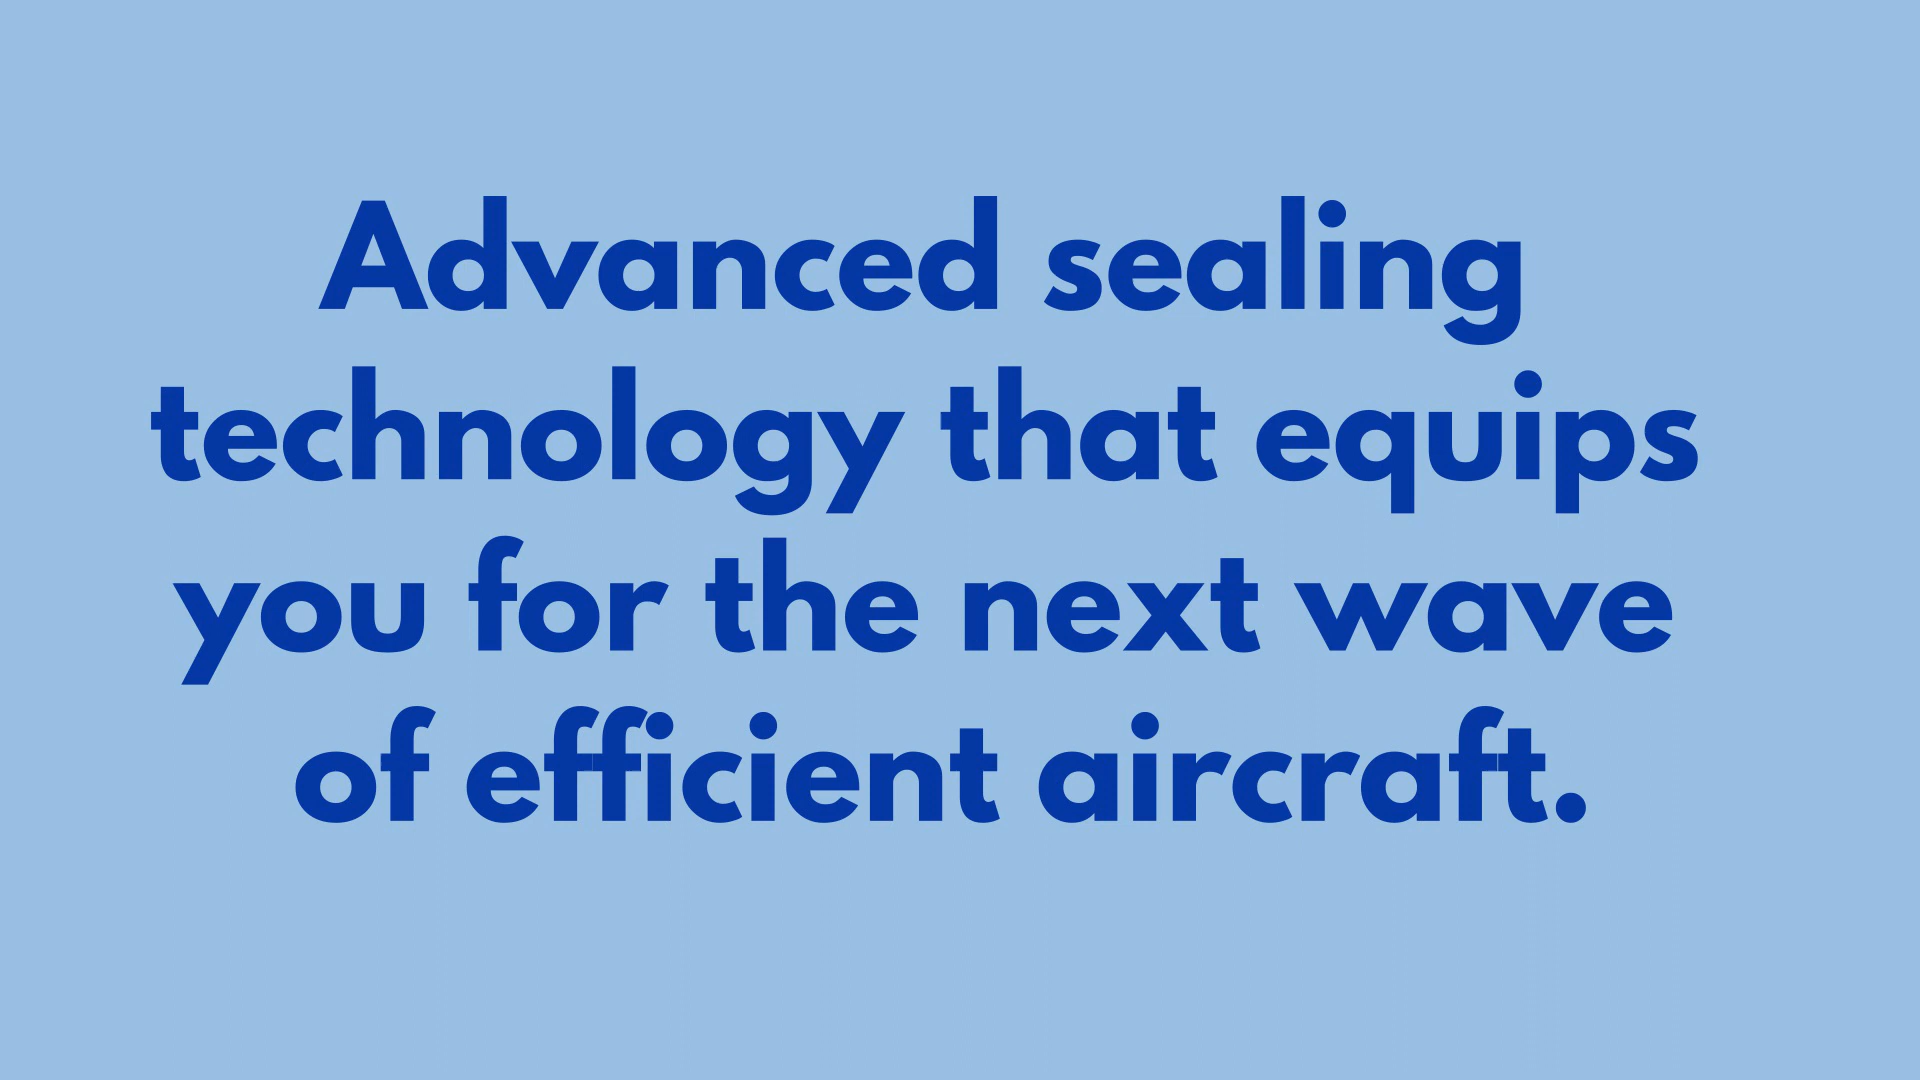 Advanced sealing
technology that equips
you for the next wave
of efficient aircraft.